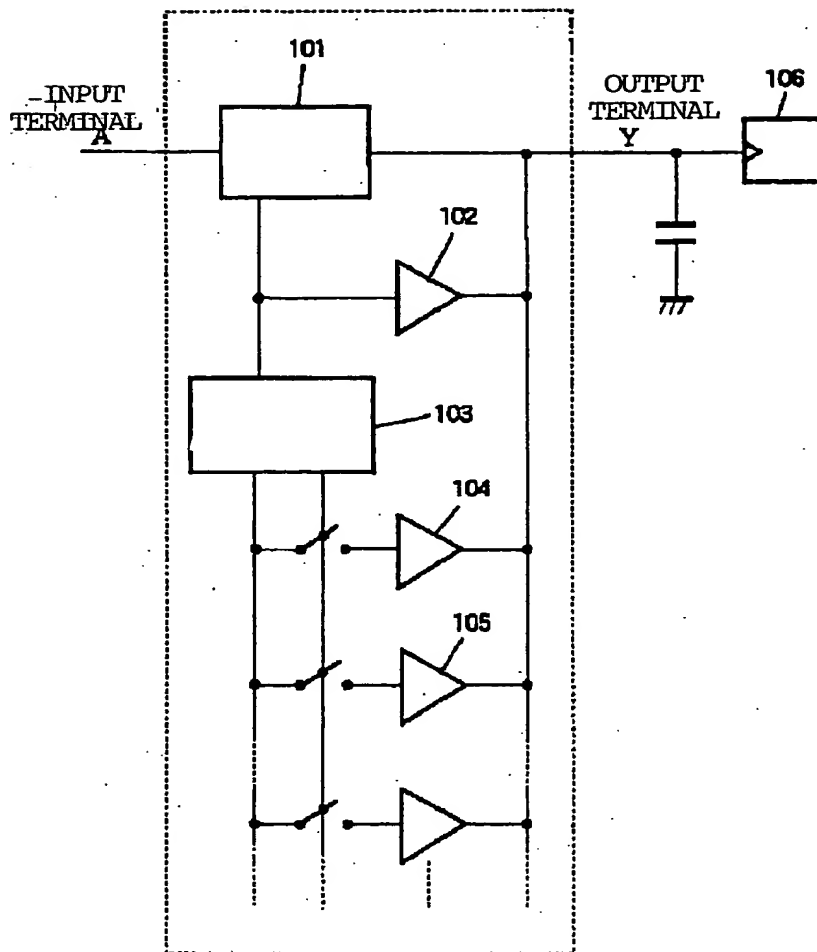 101
-INPUT
TERMINAL
A
OUTPUT
TERMINAL
Y
106
102
103
104
105